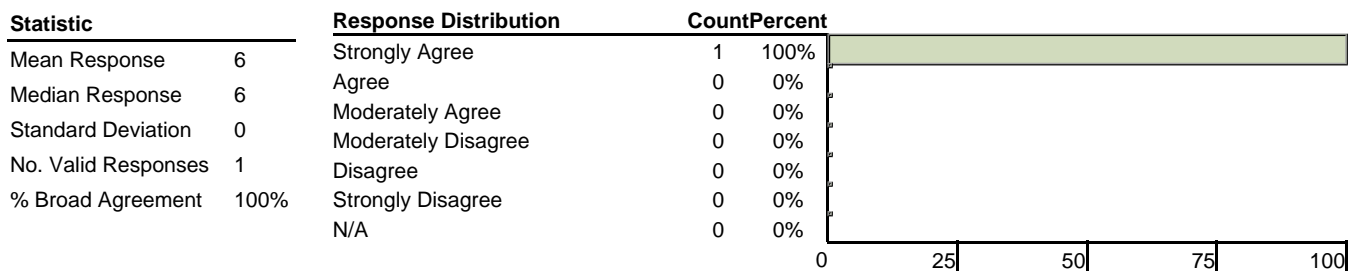 Statistic
Mean Response 6
Median Response 6
Standard Deviation 0
No. Valid Responses 1
% Broad Agreement 100%
Response Distribution CountPercent
Strongly Agree 1 100%
Agree 0 0%
Moderately Agree 0 0%
Moderately Disagree 0 0%
Disagree 0 0%
Strongly Disagree 0 0%
N/A 0 0%
0 25 50 75 100